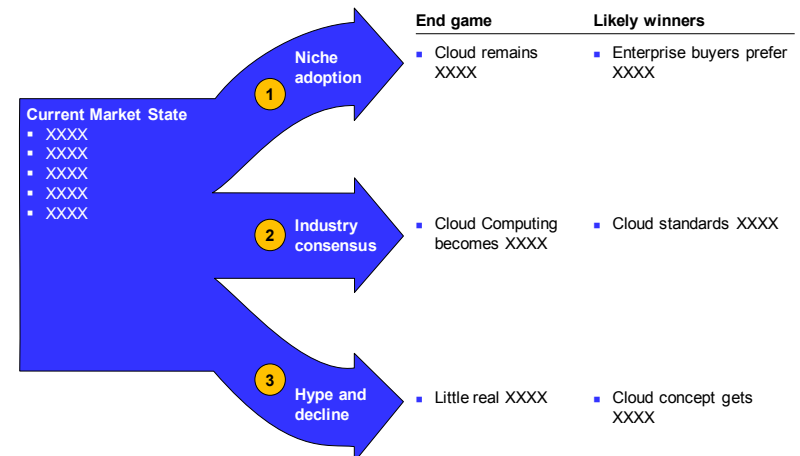 End game
Likely winners
Current Market State
▪ XXXX
▪ XXXX
▪ XXXX
▪ XXXX
▪ XXXX
1
Niche
adoption
▪ Cloud remains
XXXX
▪ Enterprise buyers prefer
XXXX
2
Industry
consensus
▪ Cloud Computing
becomes XXXX
▪ Cloud standards XXXX
3
Hype and
decline
▪ Little real XXXX
▪ Cloud concept gets
XXXX